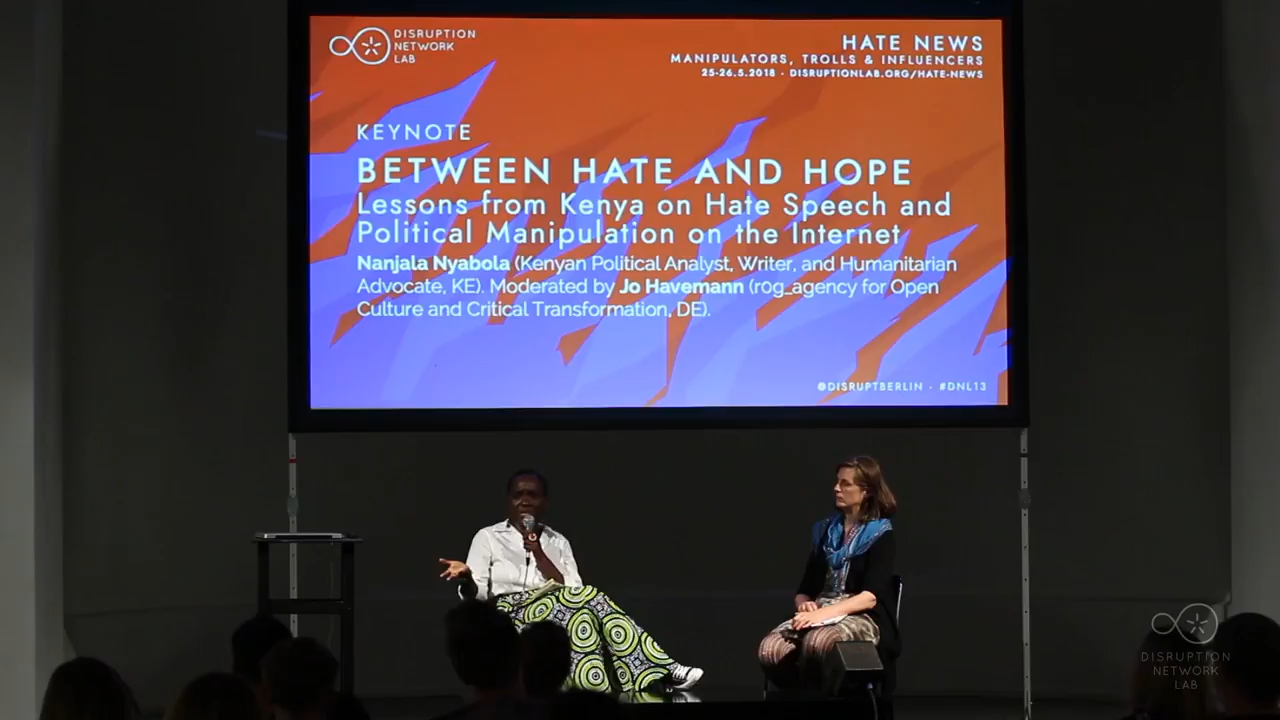 DISRUPTION
NETWORK
LAB
HATE NEWS
MANIPULATORS, TROLLS & INFLUENCERS
25-26.5.2018 · DISRUPTIONLAB.ORG/HATE-NEWS
KEYNOTE
BETWEEN HATE AND HOPE
Lessons from Kenya on Hate Speech and
Political Manipulation on the Internet
Nanjala Nyabola (Kenyan Political Analyst, Writer, and Humanitarian
Advocate, KE). Moderated by Jo Havemann (r0g_agency for Open
Culture and Critical Transformation, DE).
@DISRUPTBERLIN · #DNL13
DISRUPTION
NETWORK
LAB